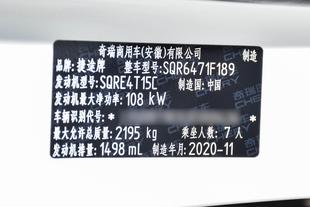 奇瑞商用车(安徽)有限公司 制造
品牌: 捷途牌 整车型号:SQR6471F189
发动机型号:SQRE4T15C 制造国: 中国
发动机最大净功率: 108 kW
车辆识别代号: * *
最大允许总质量: 2195 kg 乘坐人数: 7 人
发动机排量: 1498 mL 制造年月: 2020-11